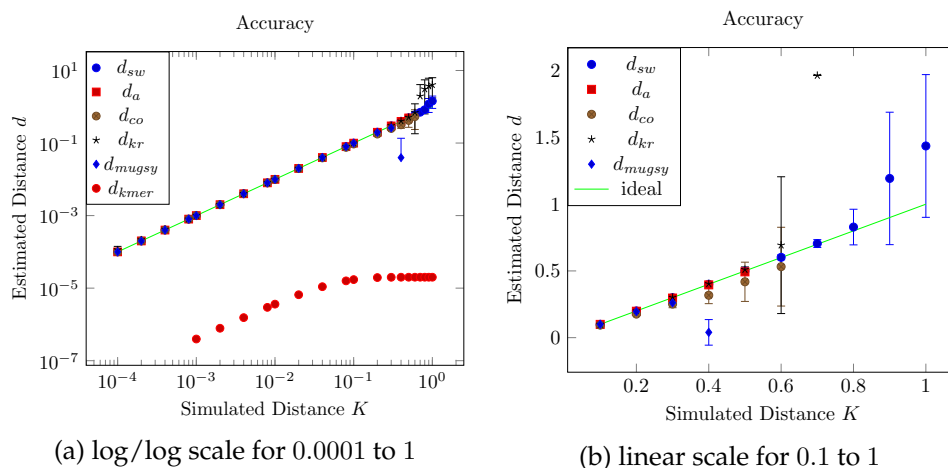 Accuracy
Estimated Distance d
10^1
10^−1
10^−3
10^−5
10^−7
d_sw
d_a
d_co
d_kr
d_mugsy
d_kmer
10^−4 10^−3 10^−2 10^−1 10^0
Simulated Distance K
(a) log/log scale for 0.0001 to 1
Accuracy
Estimated Distance d
2
1.5
1
0.5
0
d_sw
d_a
d_co
d_kr
d_mugsy
ideal
0.2 0.4 0.6 0.8 1
Simulated Distance K
(b) linear scale for 0.1 to 1